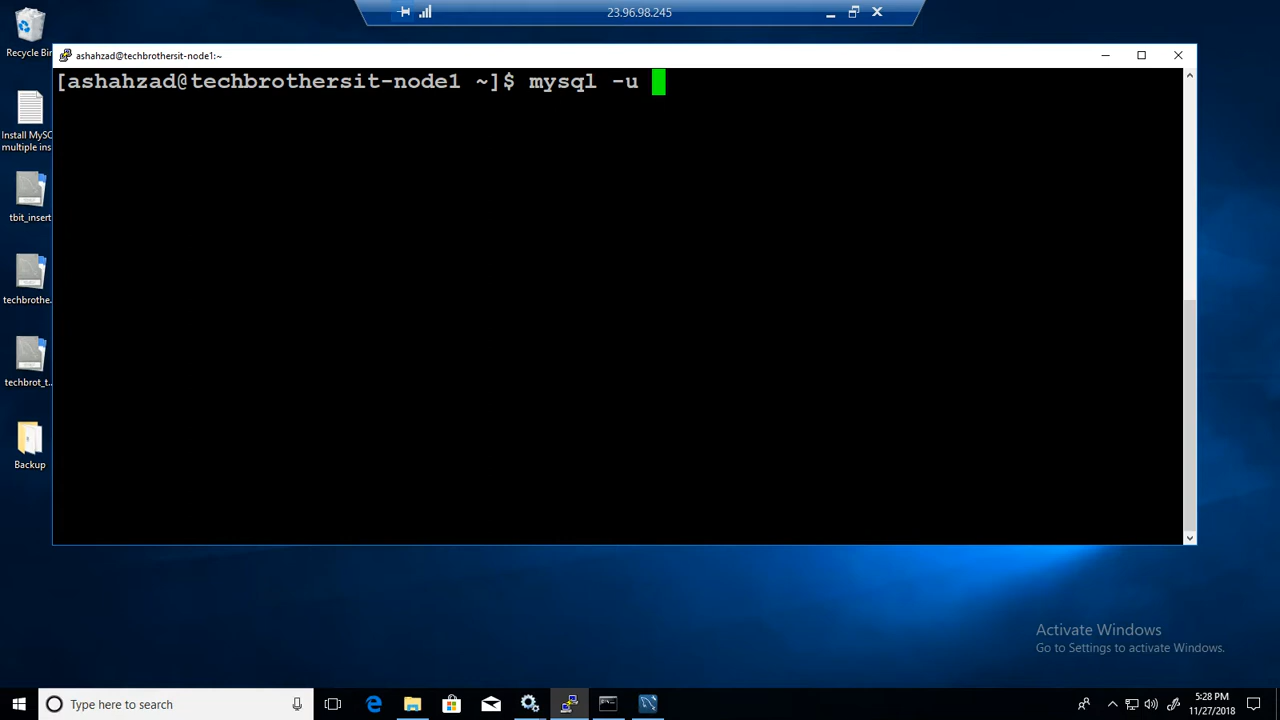 23.96.98.245
Recycle Bin
ashahzad@techbrothersit-node1:~
[ashahzad@techbrothersit-node1 ~]$ mysql -u
Install MySC
multiple ins
tbit_insert
techbrothe.
techbrot_t.
Backup
Activate Windows
Go to Settings to activate Windows.
Type here to search
5:28 PM
11/27/2018